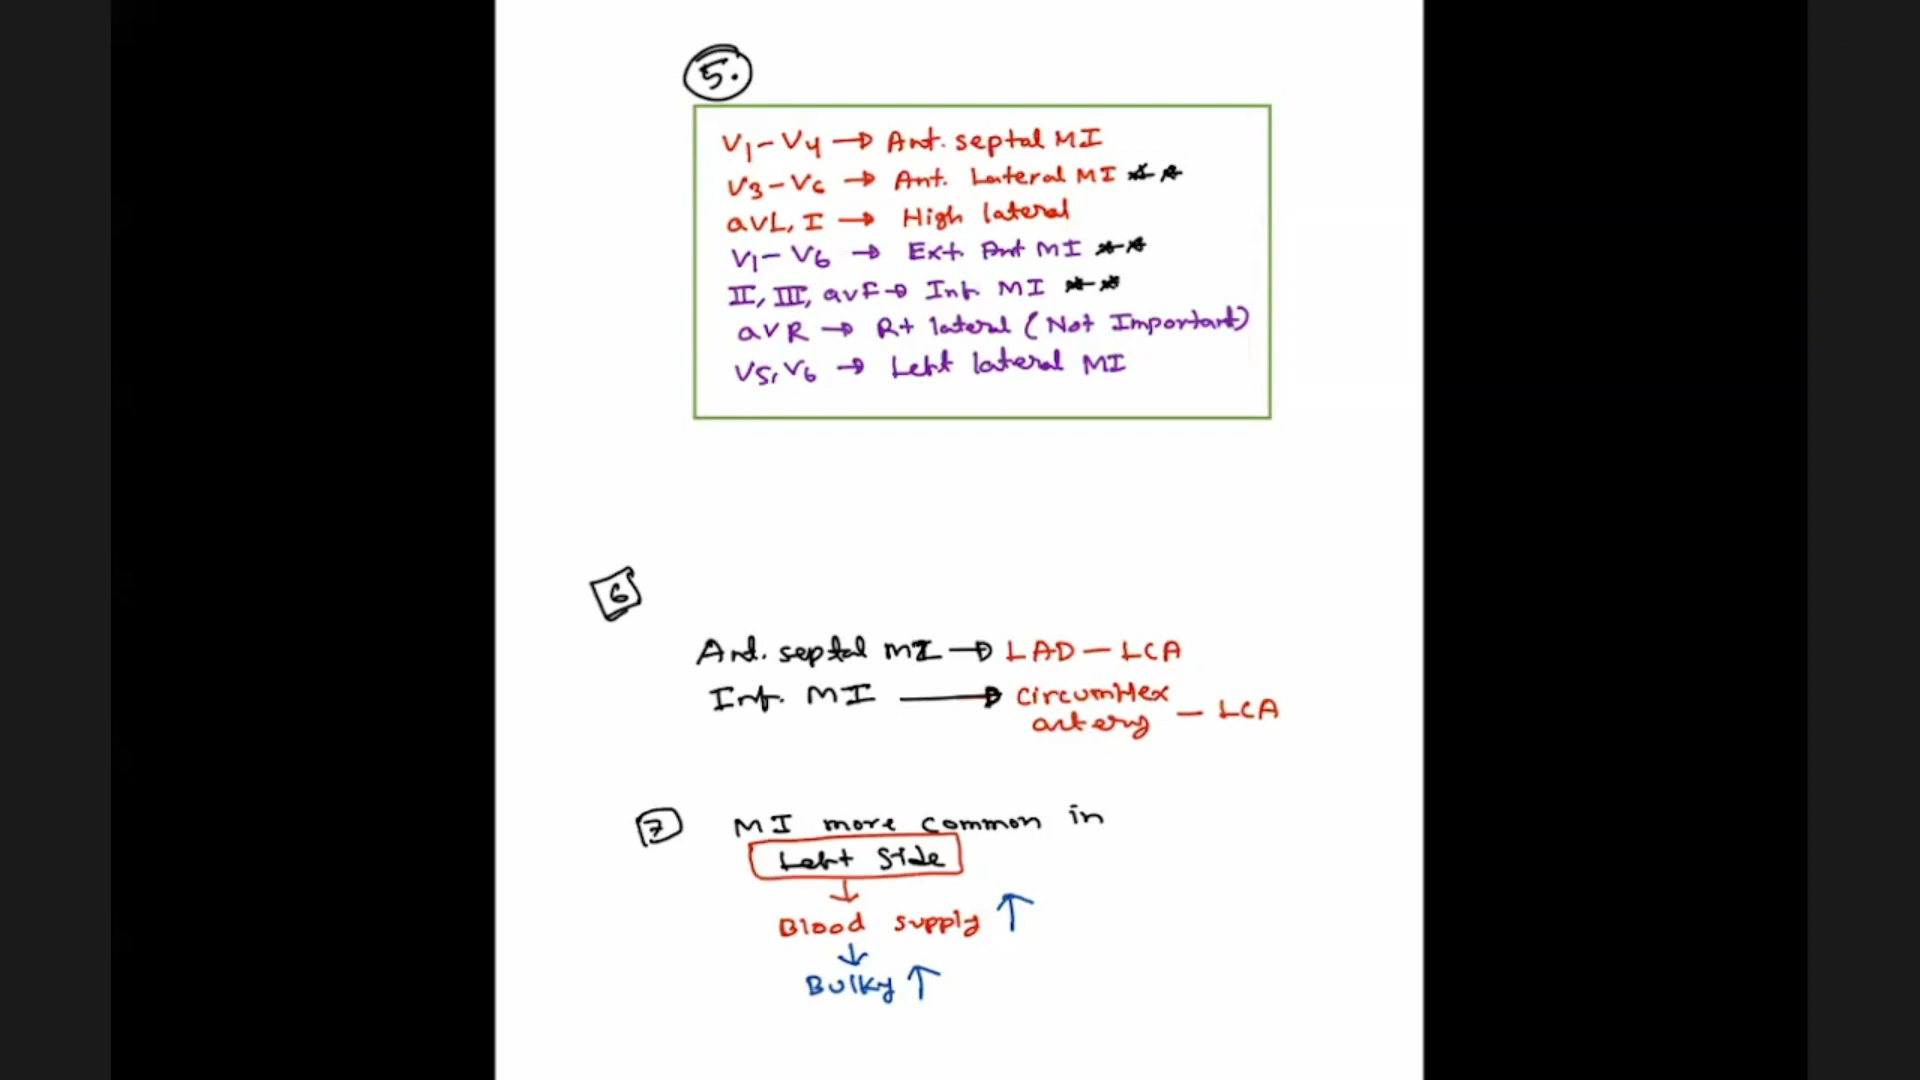 5.
V1-V4 → Ant. septal MI
V3-V6 → Ant. Lateral MI **
aVL, I → High lateral
V1-V6 → Ext. Ant MI **
II, III, avF → Inf. MI **
aVR → Rt lateral (Not Important)
V5, V6 → Left lateral MI
6
Ant. septal MI → LAD - LCA
Inf. MI → Circumflex artery - LCA
7 MI more common in
Left Side
↓
Blood supply ↑
↓
Bulky ↑